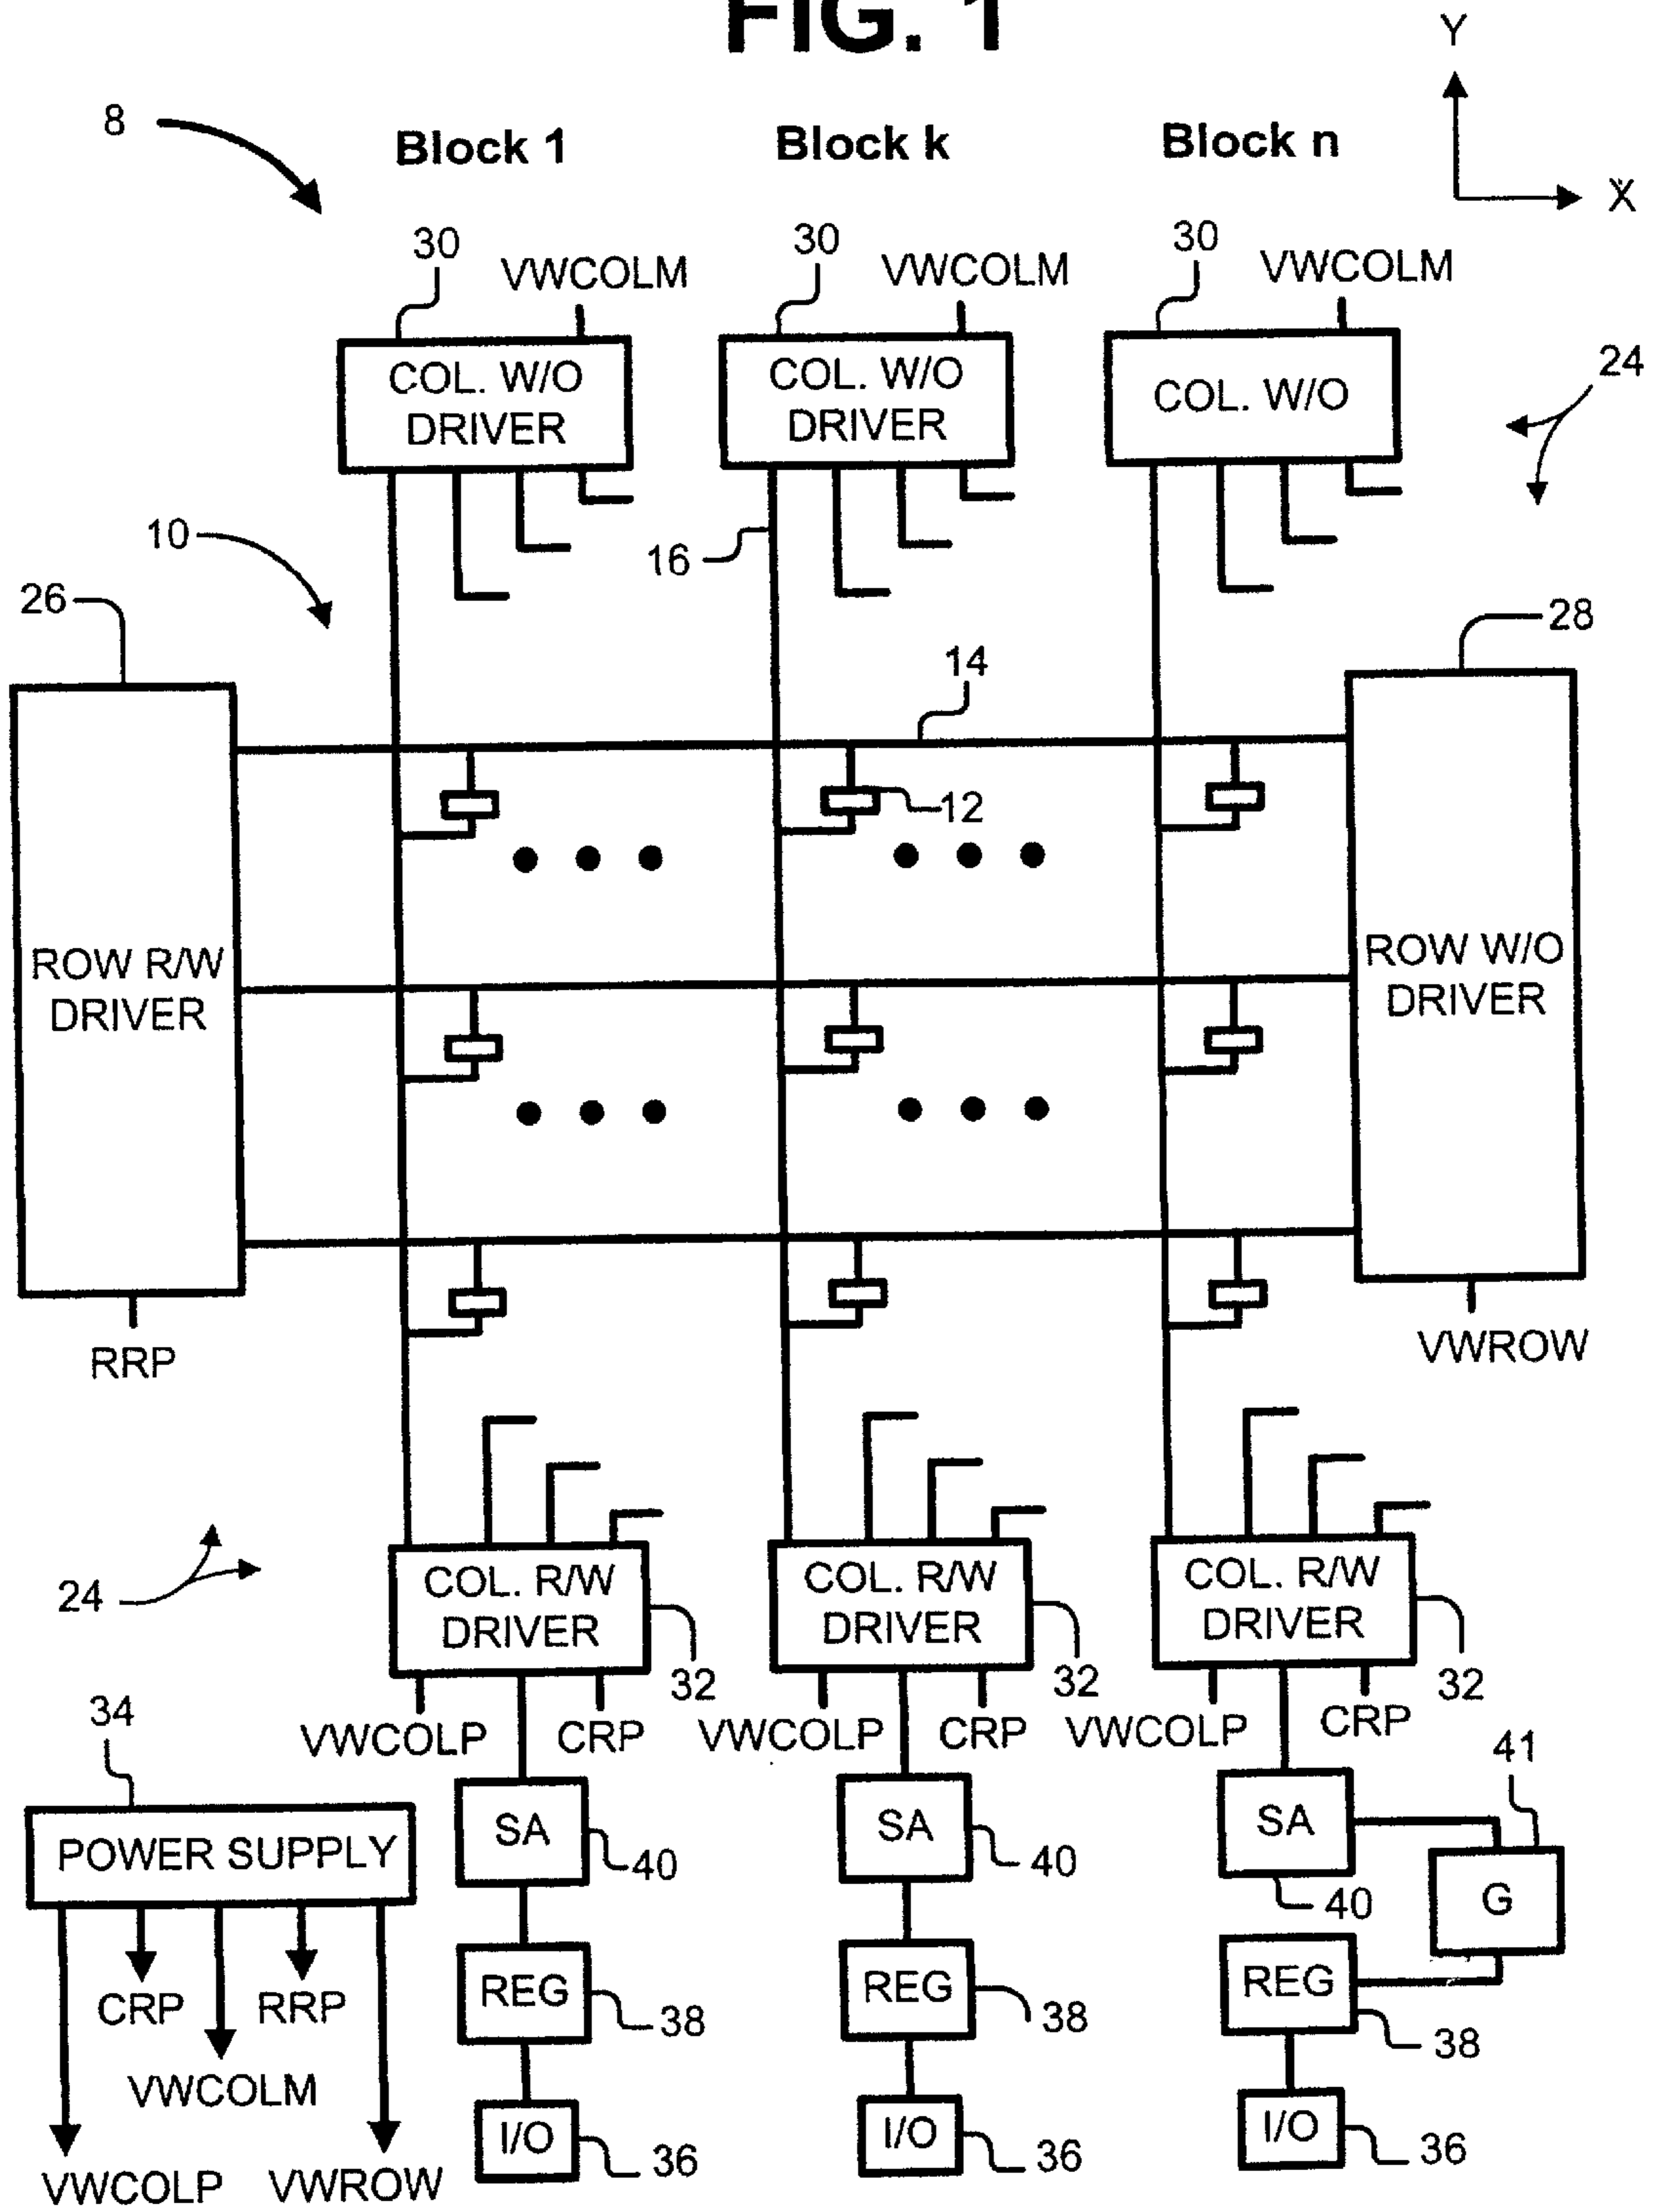 FIG. 1
Y
X
8
Block 1
Block k
Block n
30
VWCOLM
30
VWCOLM
30
VWCOLM
24
COL. W/O
DRIVER
COL. W/O
DRIVER
COL. W/O
10
16
26
28
14
12
ROW R/W
DRIVER
ROW W/O
DRIVER
RRP
VWROW
24
COL. R/W
DRIVER
COL. R/W
DRIVER
COL. R/W
DRIVER
32
32
32
VWCOLP
CRP
VWCOLP
CRP
VWCOLP
CRP
34
41
POWER SUPPLY
SA
40
SA
40
SA
40
G
CRP
RRP
REG
38
REG
38
REG
38
VWCOLM
VWCOLP
VWROW
I/O
36
I/O
36
I/O
36